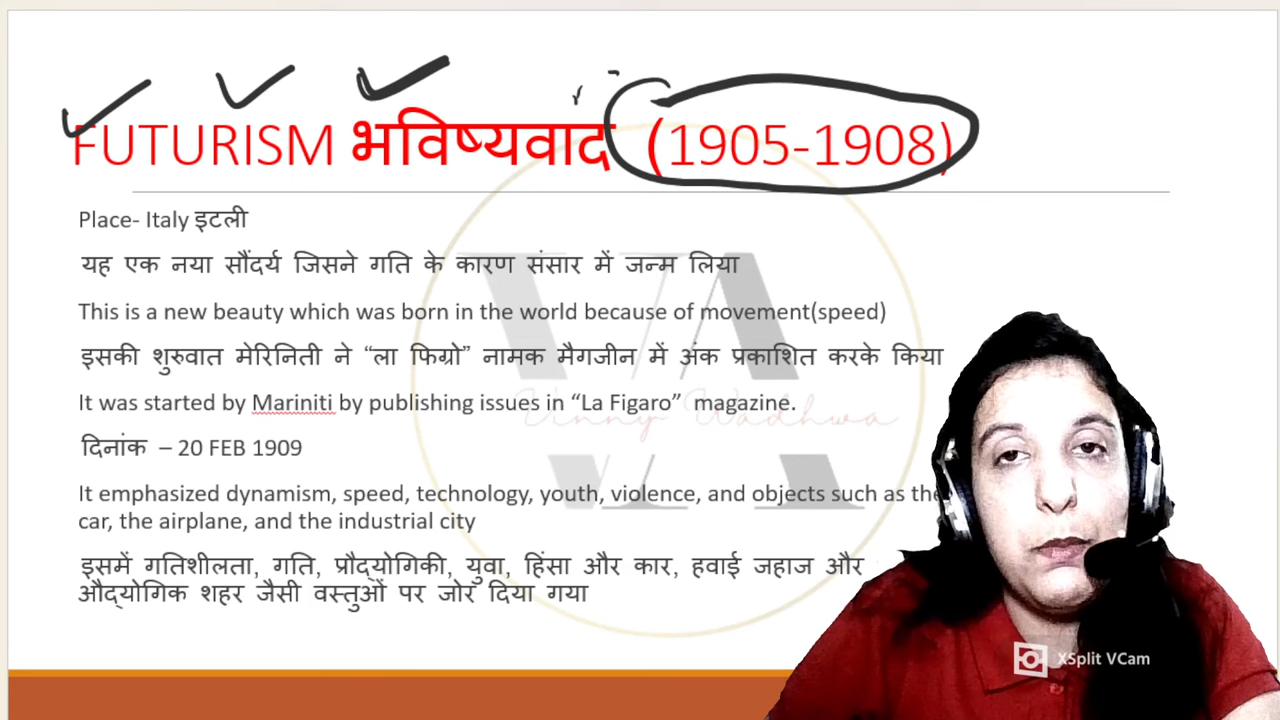 FUTURISM भविष्यवाद (1905-1908)
Place- Italy इटली
यह एक नया सौंदर्य जिसने गति के कारण संसार में जन्म लिया
This is a new beauty which was born in the world because of movement(speed)
इसकी शुरुवात मेरिनिती ने “ला फिग्रो” नामक मैगजीन में अंक प्रकाशित करके किया
It was started by Mariniti by publishing issues in “La Figaro” magazine.
Vinny Wadhwa
दिनांक – 20 FEB 1909
It emphasized dynamism, speed, technology, youth, violence, and objects such as the
car, the airplane, and the industrial city
इसमें गतिशीलता, गति, प्रौद्योगिकी, युवा, हिंसा और कार, हवाई जहाज और
औद्योगिक शहर जैसी वस्तुओं पर जोर दिया गया
VA
XSplit VCam